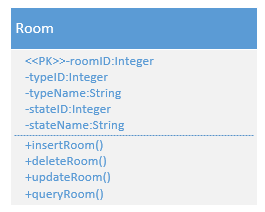 Room
<<PK>>-roomID:Integer
-typeID:Integer
-typeName:String
-stateID:Integer
-stateName:String
+insertRoom()
+deleteRoom()
+updateRoom()
+queryRoom()